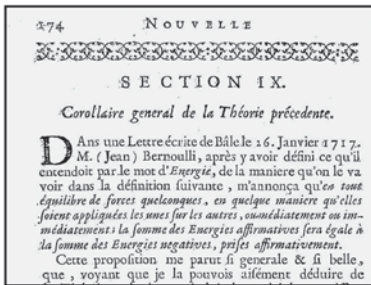 274 NOUVELLE
SECTION IX.
Corollaire general de la Théorie précedente.
DAns une Lettre écrite de Bâle le 26. Janvier 1717.
M. (Jean) Bernoulli, après y avoir défini ce qu'il
entendoit par le mot d'Energie, de la maniere qu'on le va
voir dans la définition suivante, m'annonça qu'en tout
équilibre de forces quelconques, en quelque maniere qu'elles
soient appliquées les unes sur les autres, ou médiatement ou im-
médiatement, la somme des Energies affirmatives sera égale à
la somme des Energies negatives, prises affirmativement.
Cette proposition me parut si generale & si belle,
que, voyant que je la pouvois aisément déduire de